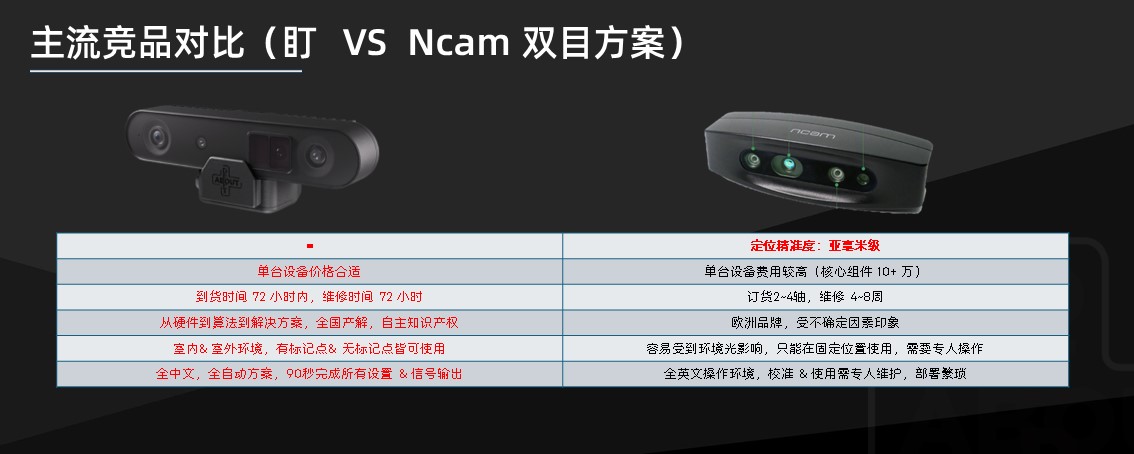 主流竞品对比（盯 VS Ncam 双目方案）
ABOUT
ncam
-
定位精准度：亚毫米级
单台设备价格合适
单台设备费用较高（核心组件 10+ 万）
到货时间 72 小时内，维修时间 72 小时
订货2~4轴，维修 4~8周
从硬件到算法到解决方案，全国产解，自主知识产权
欧洲品牌，受不确定因素印象
室内& 室外环境，有标记点& 无标记点皆可使用
容易受到环境光影响，只能在固定位置使用，需要专人操作
全中文，全自动方案，90秒完成所有设置 & 信号输出
全英文操作环境，校准 & 使用需专人维护，部署繁琐